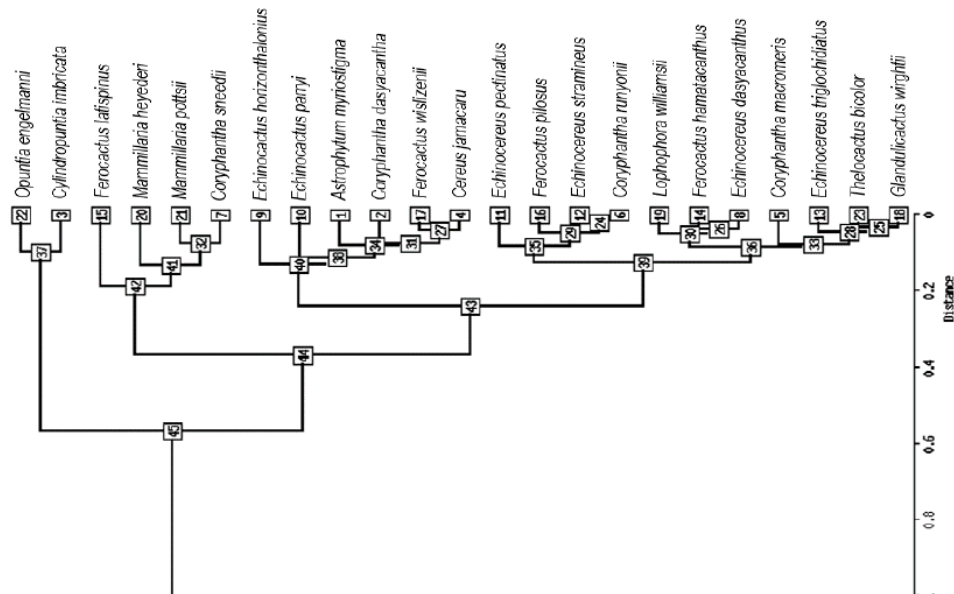 Opuntia engelmanni
Cylindropuntia imbricata
Ferocactus latispinus
Mammillaria heyederi
Mammillaria pottsii
Coryphantha sneedii
Echinocactus horizonthalonius
Echinocactus parryi
Astrophytum myriostigma
Coryphantha dasyacantha
Ferocactus wislizenii
Cereus jamacaru
Echinocereus pectinatus
Ferocactus pilosus
Echinocereus stramineus
Coryphantha runyonii
Lophophora williamsii
Ferocactus hamatacanthus
Echinocereus dasyacanthus
Coryphantha macromeris
Echinocereus triglochidiatus
Thelocactus bicolor
Glandulicactus wirghtii
22
3
15
20
21
7
9
10
1
2
17
4
11
16
12
6
19
14
8
5
13
23
18
37
42
41
32
40
38
34
31
27
35
29
24
30
26
36
33
28
25
39
43
44
45
0
0.2
0.4
0.6
0.8
Distance